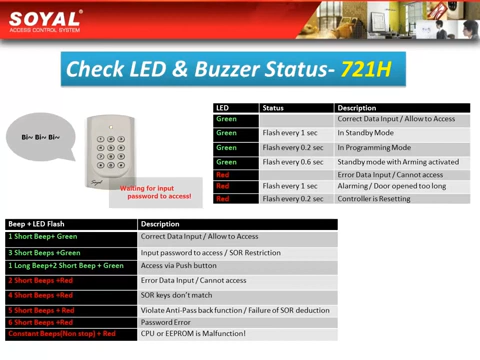 SOYAL®
ACCESS CONTROL SYSTEM
Check LED & Buzzer Status- 721H
Bi~ Bi~ Bi~
Soyal
Waiting for input
password to access!
LED Status Description
Green Correct Data Input / Allow to Access
Green Flash every 1 sec In Standby Mode
Green Flash every 0.2 sec In Programming Mode
Green Flash every 0.6 sec Standby mode with Arming activated
Red Error Data Input / Cannot access
Red Flash every 1 sec Alarming / Door opened too long
Red Flash every 0.2 sec Controller is Resetting
Beep + LED Flash Description
1 Short Beep+ Green Correct Data Input / Allow to Access
3 Short Beeps +Green Input password to access / SOR Restriction
1 Long Beep+2 Short Beep + Green Access via Push button
2 Short Beeps +Red Error Data Input / Cannot access
4 Short Beeps +Red SOR keys don't match
5 Short Beeps + Red Violate Anti-Pass back function / Failure of SOR deduction
6 Short Beeps +Red Password Error
Constant Beeps(Non stop) + Red CPU or EEPROM is Malfunction!